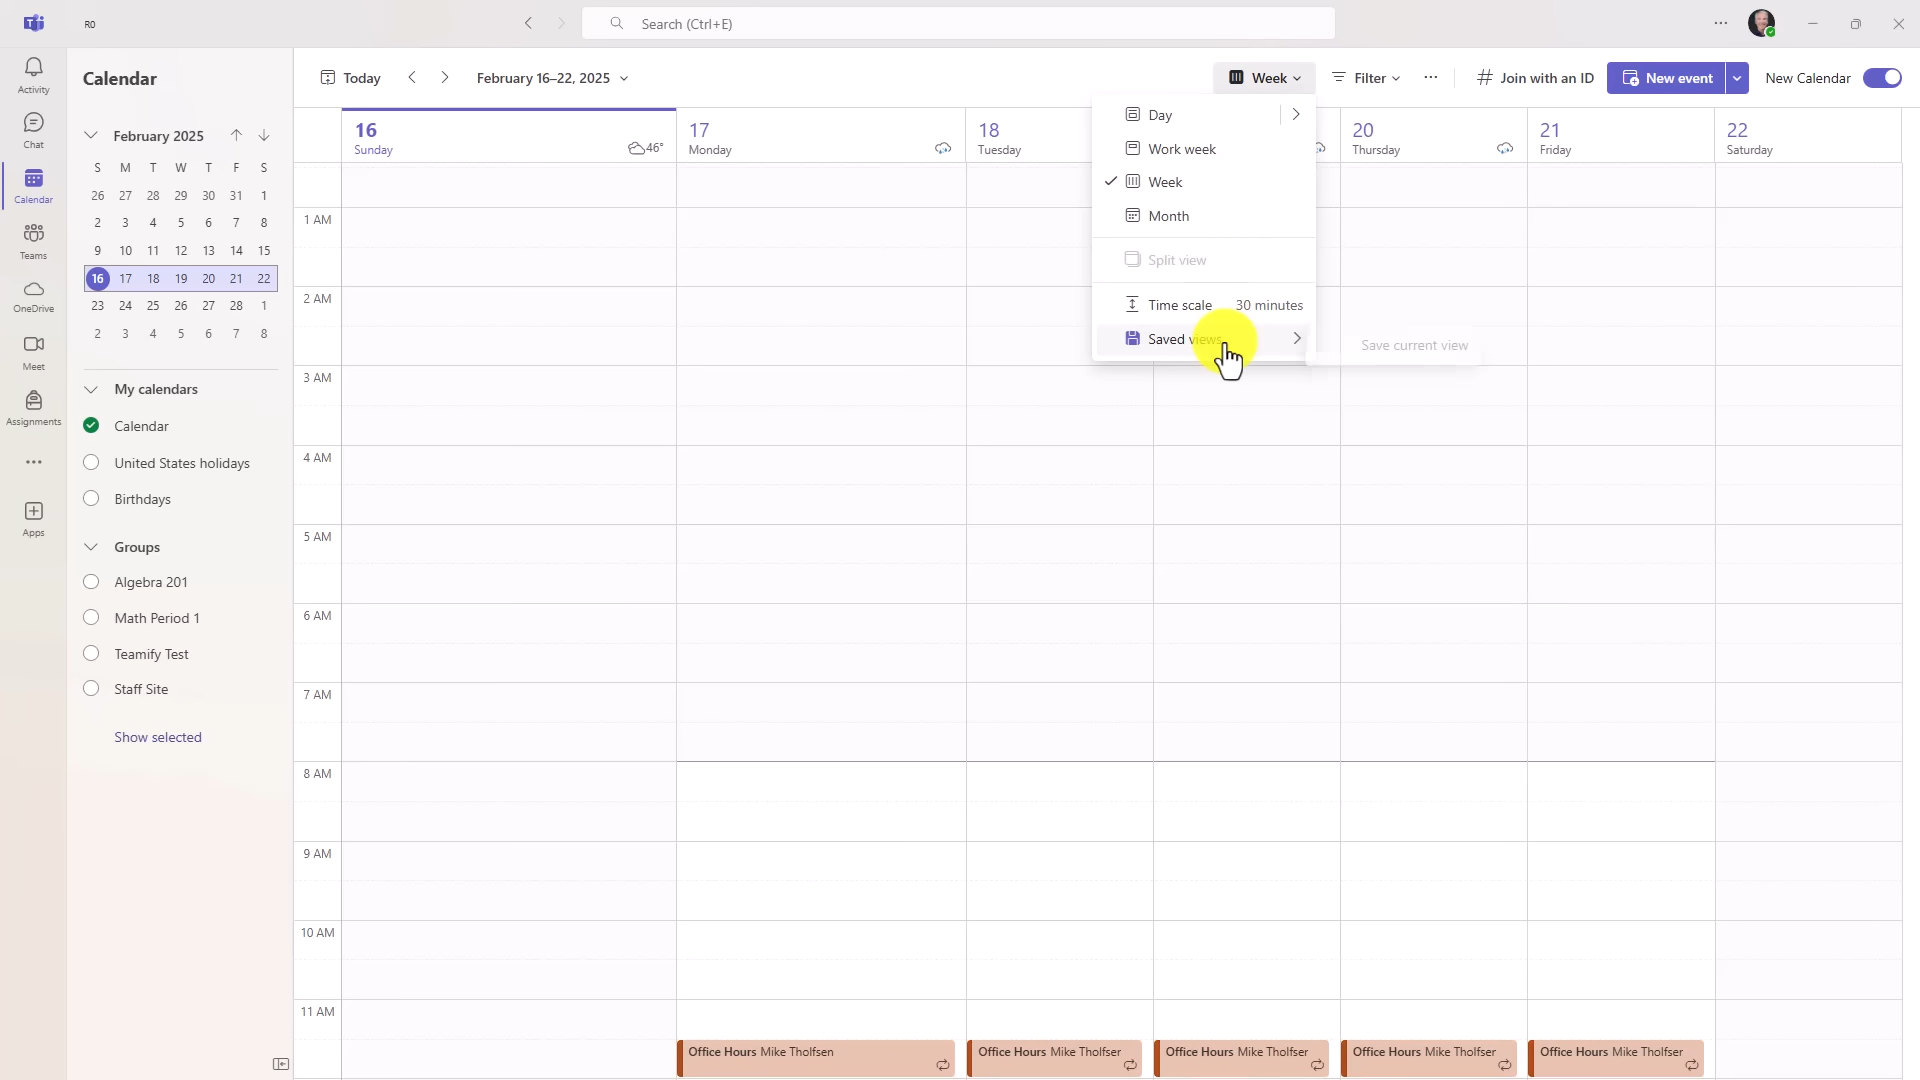 R0
Search (Ctrl+E)
Activity
Chat
Calendar
Teams
OneDrive
Meet
Assignments
Apps
Calendar
February 2025
S M T W T F S
26 27 28 29 30 31 1
2 3 4 5 6 7 8
9 10 11 12 13 14 15
16 17 18 19 20 21 22
23 24 25 26 27 28 1
2 3 4 5 6 7 8
My calendars
Calendar
United States holidays
Birthdays
Groups
Algebra 201
Math Period 1
Teamify Test
Staff Site
Show selected
Today
February 16–22, 2025
Week
Filter
Join with an ID
New event
New Calendar
16
Sunday
46°
17
Monday
18
Tuesday
20
Thursday
21
Friday
22
Saturday
Day
Work week
Week
Month
Split view
Time scale 30 minutes
Saved views
Save current view
1 AM
2 AM
3 AM
4 AM
5 AM
6 AM
7 AM
8 AM
9 AM
10 AM
11 AM
Office Hours Mike Tholfsen
Office Hours Mike Tholfser
Office Hours Mike Tholfser
Office Hours Mike Tholfser
Office Hours Mike Tholfser